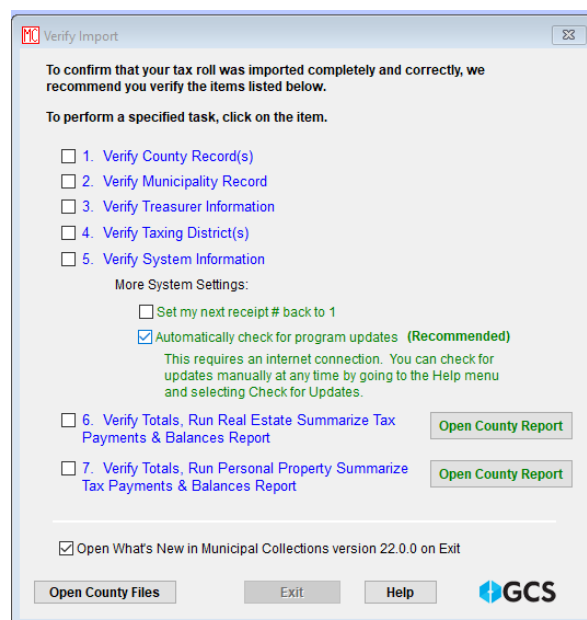 MC Verify Import
To confirm that your tax roll was imported completely and correctly, we
recommend you verify the items listed below.
To perform a specified task, click on the item.
1. Verify County Record(s)
2. Verify Municipality Record
3. Verify Treasurer Information
4. Verify Taxing District(s)
5. Verify System Information
More System Settings:
Set my next receipt # back to 1
Automatically check for program updates (Recommended)
This requires an internet connection. You can check for
updates manually at any time by going to the Help menu
and selecting Check for Updates.
6. Verify Totals, Run Real Estate Summarize Tax
Payments & Balances Report
Open County Report
7. Verify Totals, Run Personal Property Summarize
Tax Payments & Balances Report
Open County Report
Open What's New in Municipal Collections version 22.0.0 on Exit
Open County Files Exit Help GCS